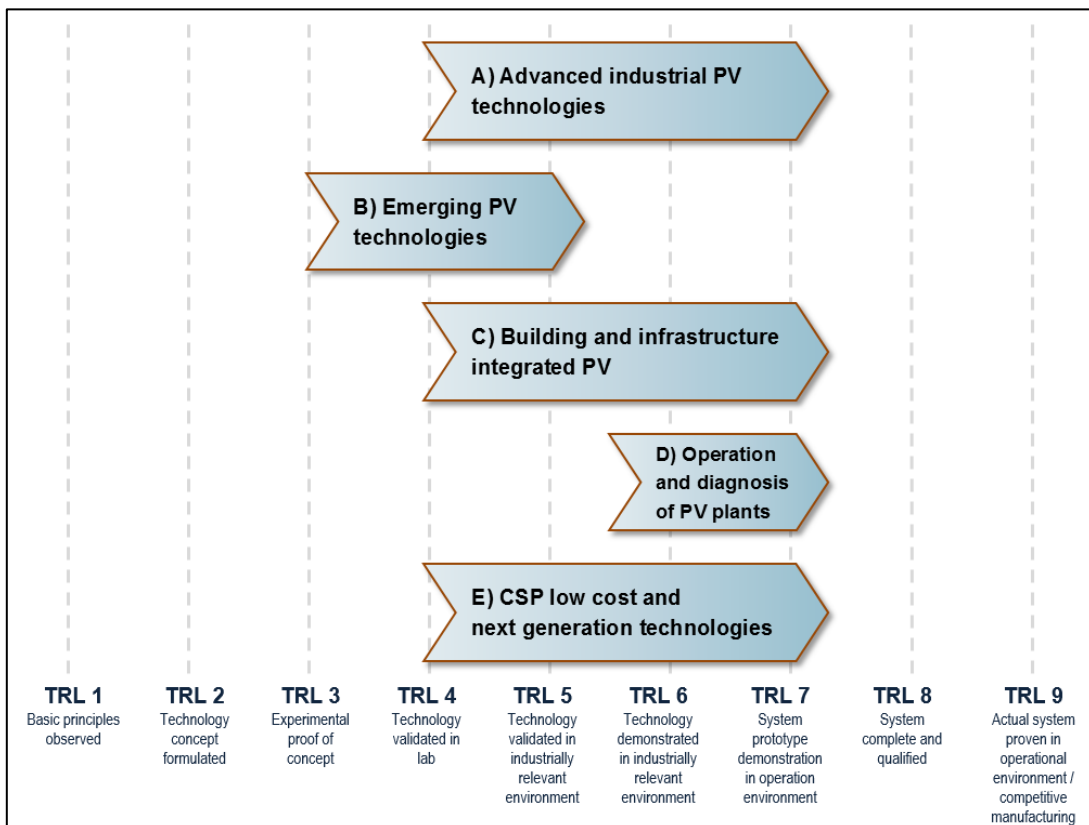 A) Advanced industrial PV
technologies
B) Emerging PV
technologies
C) Building and infrastructure
integrated PV
D) Operation
and diagnosis
of PV plants
E) CSP low cost and
next generation technologies
TRL 1
Basic principles
observed
TRL 2
Technology
concept
formulated
TRL 3
Experimental
proof of
concept
TRL 4
Technology
validated in
lab
TRL 5
Technology
validated in
industrially
relevant
environment
TRL 6
Technology
demonstrated
in industrially
relevant
environment
TRL 7
System
prototype
demonstration
in operation
environment
TRL 8
System
complete and
qualified
TRL 9
Actual system
proven in
operational
environment /
competitive
manufacturing